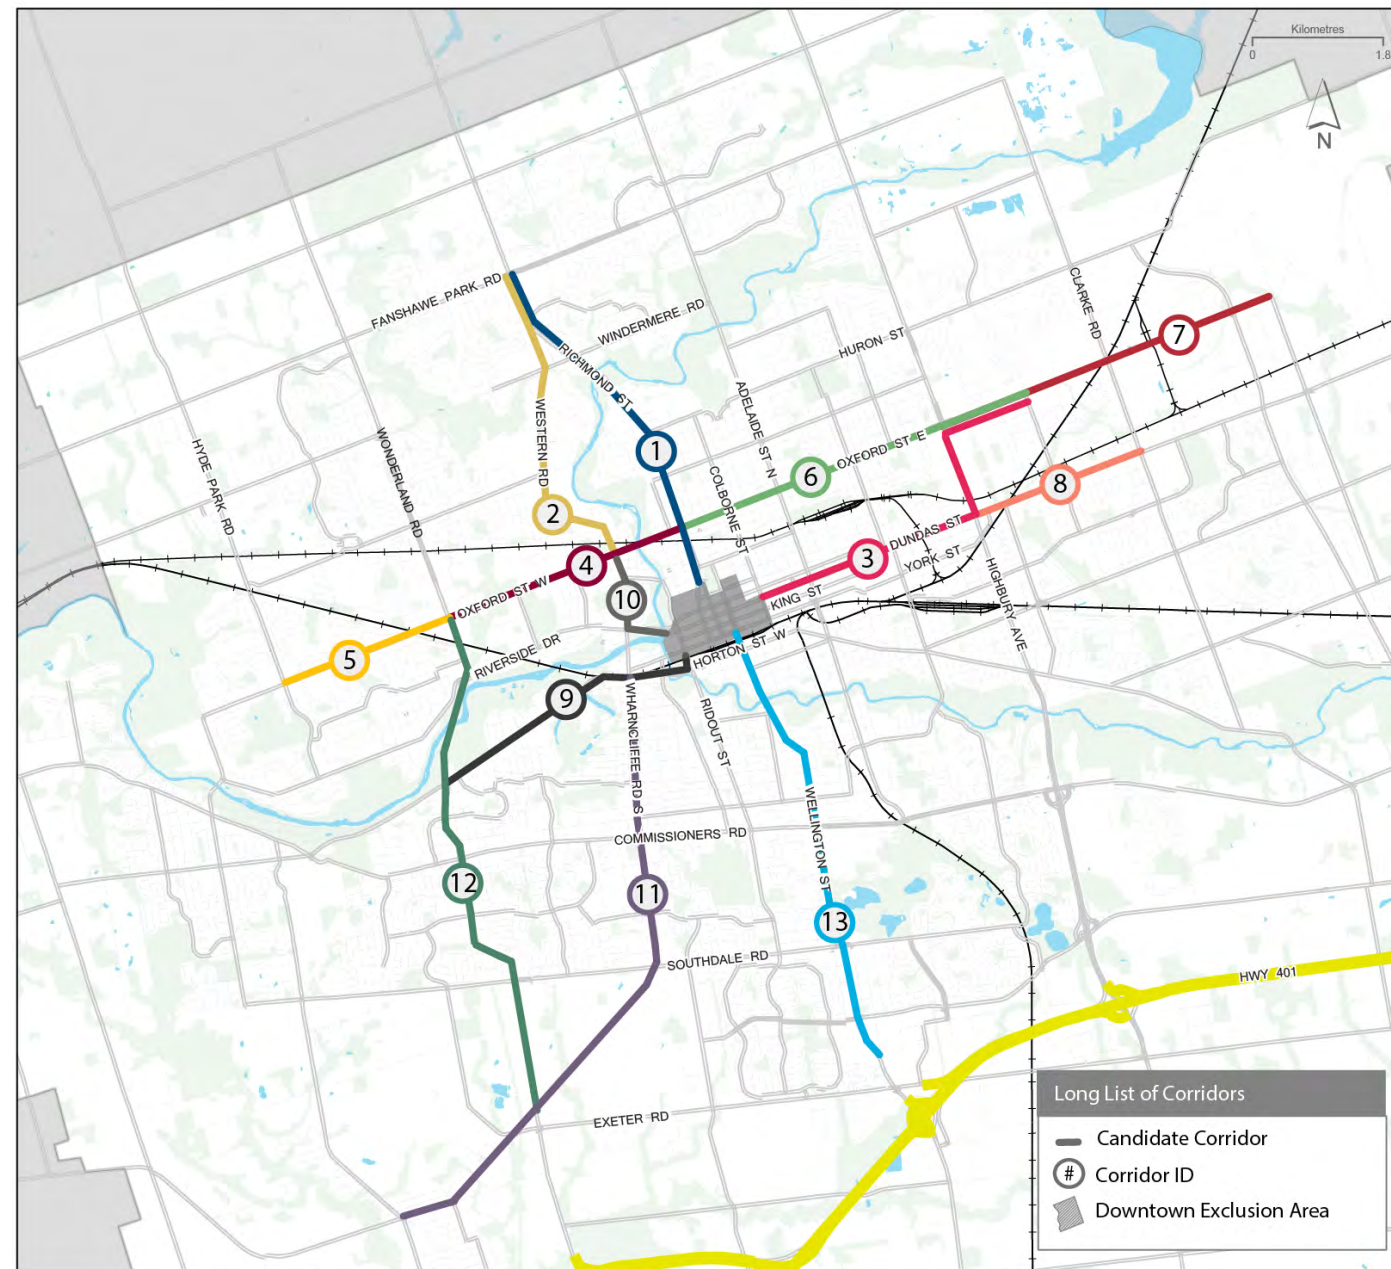 Kilometres
0 1.8
N
FANSHAWE PARK RD
WINDERMERE RD
RICHMOND ST
CLARKE RD
HURON ST
7
WESTERN RD
ADELAIDE ST N
HYDE PARK RD
WONDERLAND RD
1
OXFORD ST E
6
COLBORNE ST
8
2
DUNDAS ST
3
YORK ST
4
OXFORD ST W
10
KING ST
HIGHBURY AVE
5
RIVERSIDE DR
HORTON ST W
9
WHARNCLIFFE RD S
RIDOUT ST
WELLINGTON ST
COMMISSIONERS RD
12
11
13
SOUTHDALE RD
HWY 401
EXETER RD
Long List of Corridors
Candidate Corridor
# Corridor ID
Downtown Exclusion Area